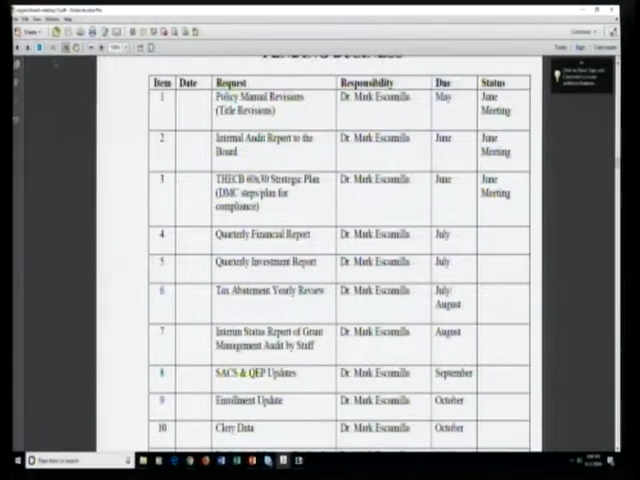 PENDING BUSINESS
Item Date Request Responsibility Due Status
1 Policy Manual Revisions Dr. Mark Escamilla May June
(Title Revisions) Meeting
2 Internal Audit Report to the Dr. Mark Escamilla June June
Board Meeting
3 THECB 60x30 Strategic Plan Dr. Mark Escamilla June June
(DMC steps/plan for Meeting
compliance)
4 Quarterly Financial Report Dr. Mark Escamilla July
5 Quarterly Investment Report Dr. Mark Escamilla July
6 Tax Abatement Yearly Review Dr. Mark Escamilla July/
August
7 Interim Status Report of Grant Dr. Mark Escamilla August
Management Audit by Staff
8 SACS & QEP Updates Dr. Mark Escamilla September
9 Enrollment Update Dr. Mark Escamilla October
10 Clery Data Dr. Mark Escamilla October